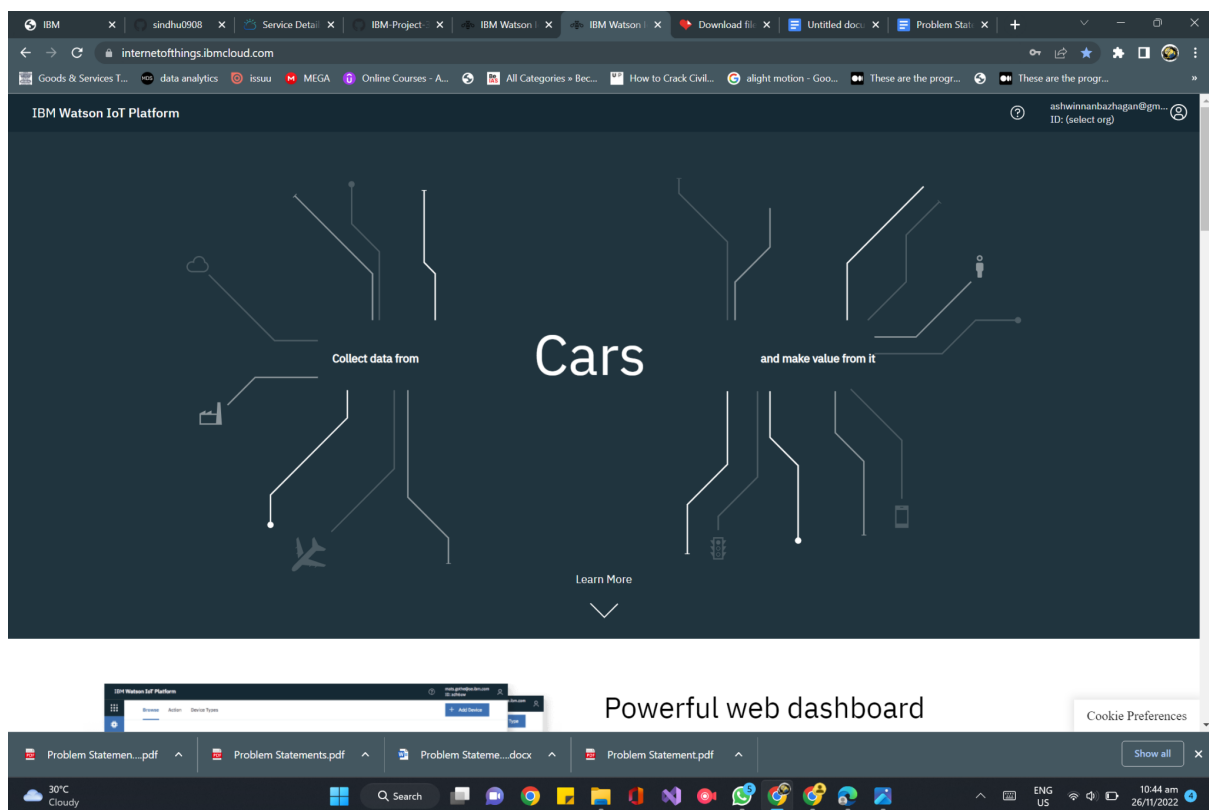 IBM
sindhu0908
Service Detail
IBM-Project-
IBM Watson I
IBM Watson I
Download file
Untitled docu
Problem State
internetofthings.ibmcloud.com
Goods & Services T...
data analytics
issuu
MEGA
Online Courses - A...
All Categories » Bec...
How to Crack Civil...
alight motion - Goo...
These are the progr...
These are the progr...
»
IBM Watson IoT Platform
ashwinnanbazhagan@gm...
ID: (select org)
Collect data from
Cars
and make value from it
Learn More
IBM Watson IoT Platform
Browse Action Device Types
+ Add Device
Type
Powerful web dashboard
Cookie Preferences
Problem Statemen....pdf
Problem Statements.pdf
Problem Stateme....docx
Problem Statement.pdf
Show all
30°C
Cloudy
Search
5
ENG
US
10:44 am
26/11/2022
4